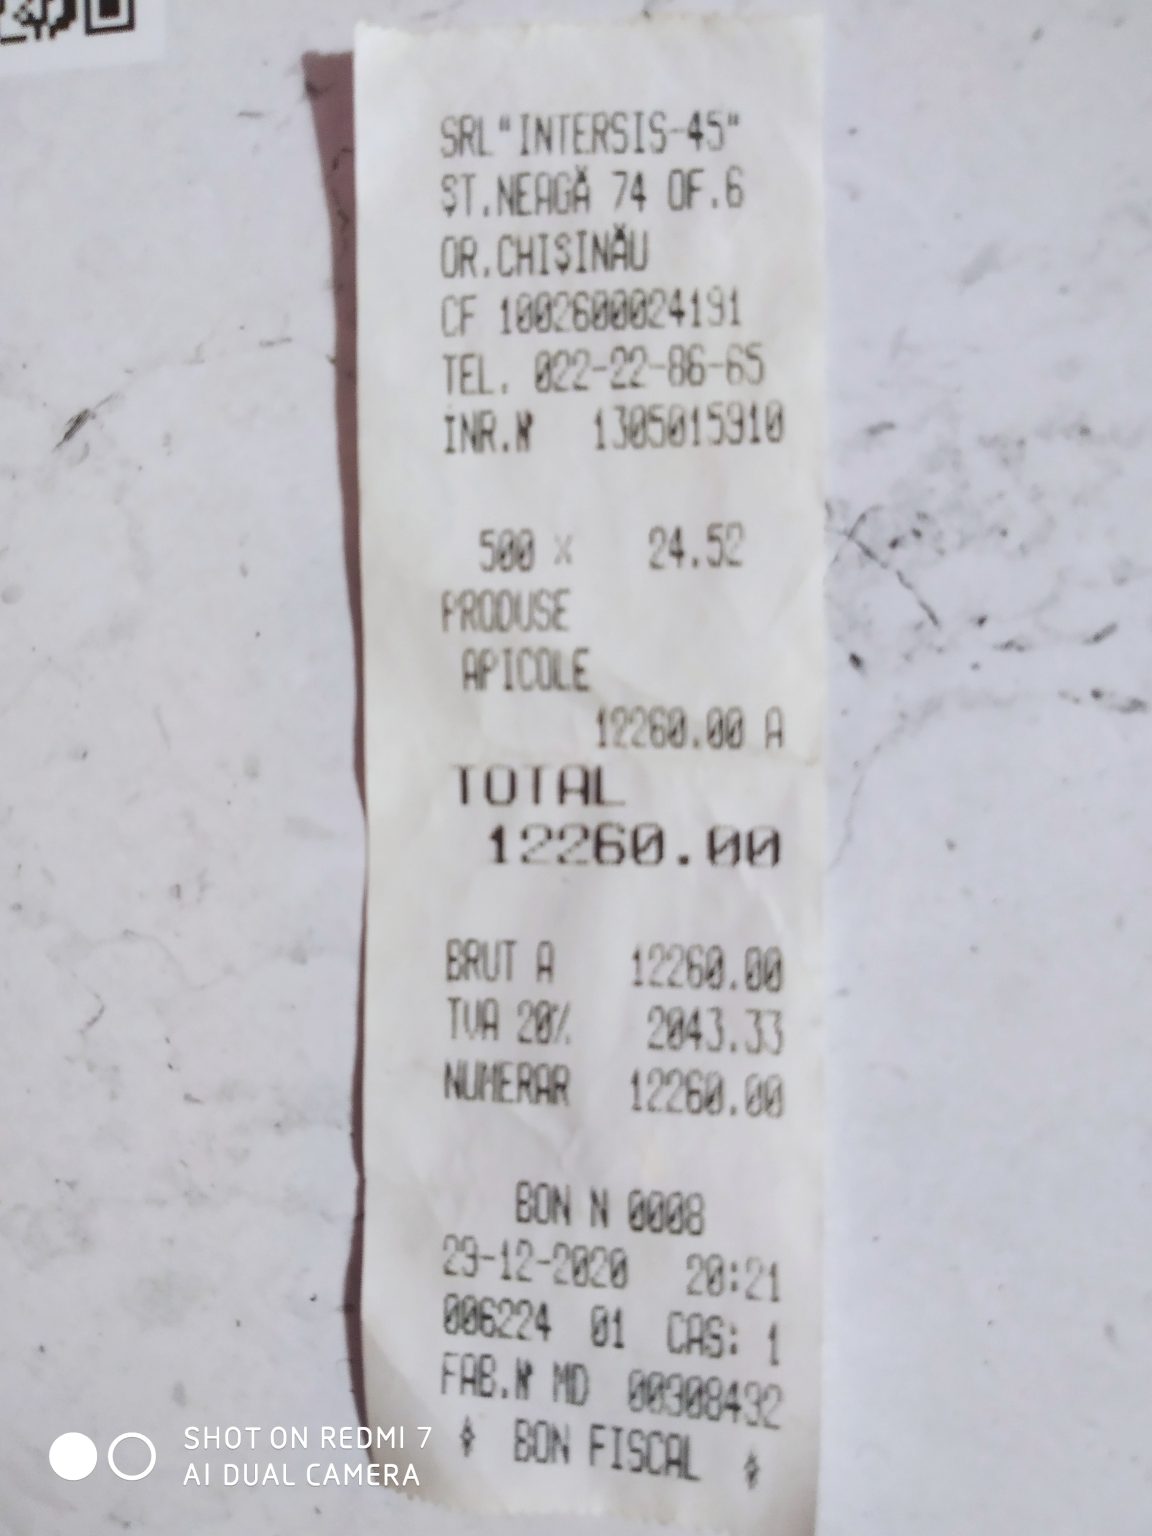 SRL "INTERSIS-45"
ŞT.NEAGĂ 74 OF.6
OR.CHIŞINĂU
CF 1002600024191
TEL. 022-22-86-65
INR.№ 1305015910
500 x 24.52
PRODUSE
APICOLE
12260.00 A
TOTAL
12260.00
BRUT A 12260.00
TVA 20% 2043.33
NUMERAR 12260.00
BON N 0008
29-12-2020 20:21
006224 01 CAS: 1
FAB.№ MD 00308432
BON FISCAL
SHOT ON REDMI 7
AI DUAL CAMERA